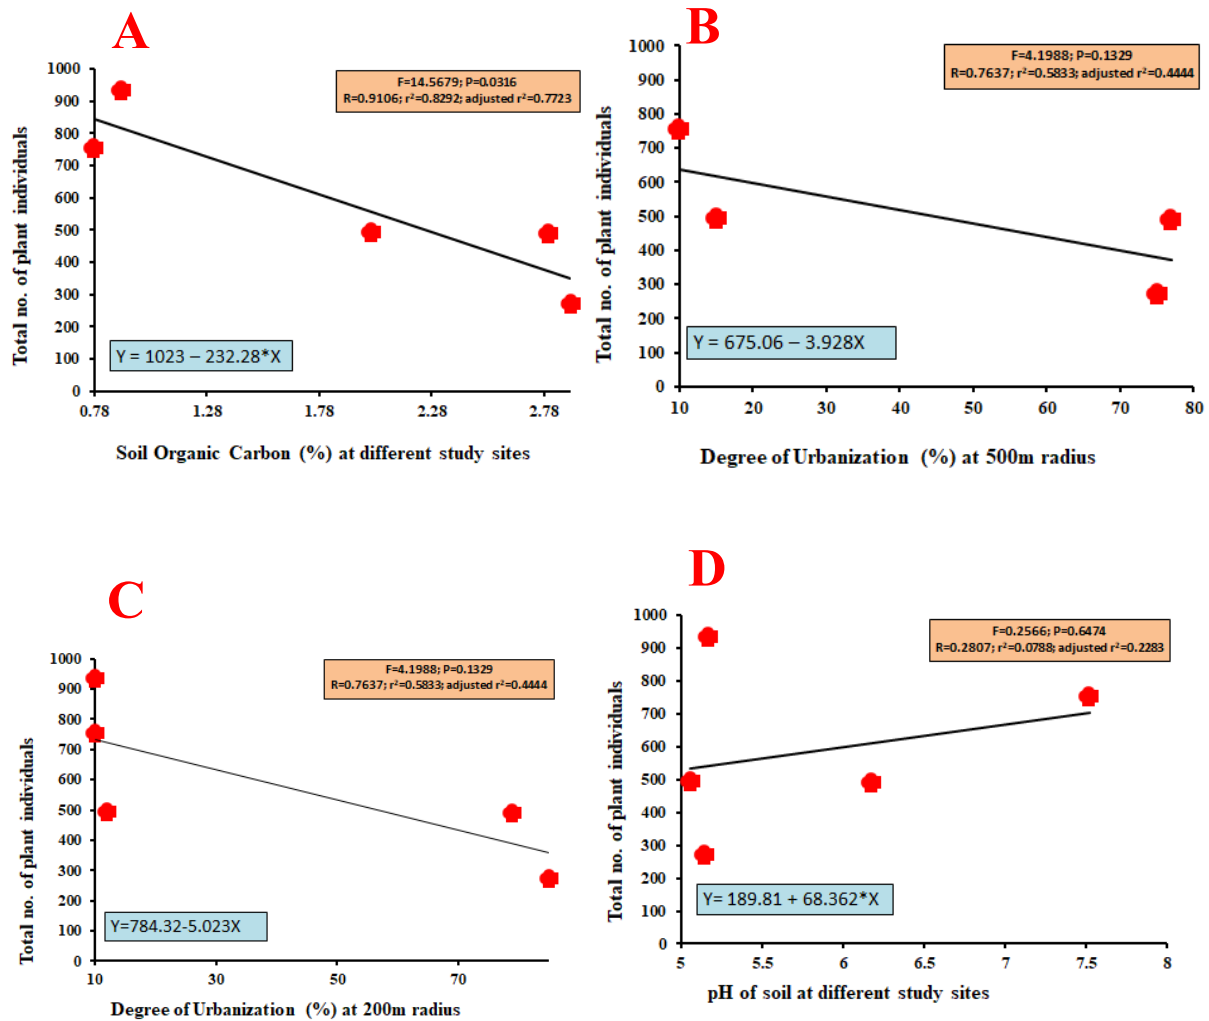 A
F=14.5679; P=0.0316
R=0.9106; r²=0.8292; adjusted r²=0.7723
Total no. of plant individuals
1000
900
800
700
600
500
400
300
200
100
0
Y = 1023 – 232.28*X
0.78 1.28 1.78 2.28 2.78
Soil Organic Carbon (%) at different study sites
B
F=4.1988; P=0.1329
R=0.7637; r²=0.5833; adjusted r²=0.4444
Total no. of plant individuals
1000
900
800
700
600
500
400
300
200
100
0
Y = 675.06 – 3.928X
10 20 30 40 50 60 70 80
Degree of Urbanization (%) at 500m radius
C
F=4.1988; P=0.1329
R=0.7637; r²=0.5833; adjusted r²=0.4444
Total no. of plant individuals
1000
900
800
700
600
500
400
300
200
100
0
Y=784.32-5.023X
10 30 50 70
Degree of Urbanization (%) at 200m radius
D
F=0.2566; P=0.6474
R=0.2807; r²=0.0788; adjusted r²=0.2283
Total no. of plant individuals
1000
900
800
700
600
500
400
300
200
100
0
Y= 189.81 + 68.362*X
5 5.5 6 6.5 7 7.5 8
pH of soil at different study sites